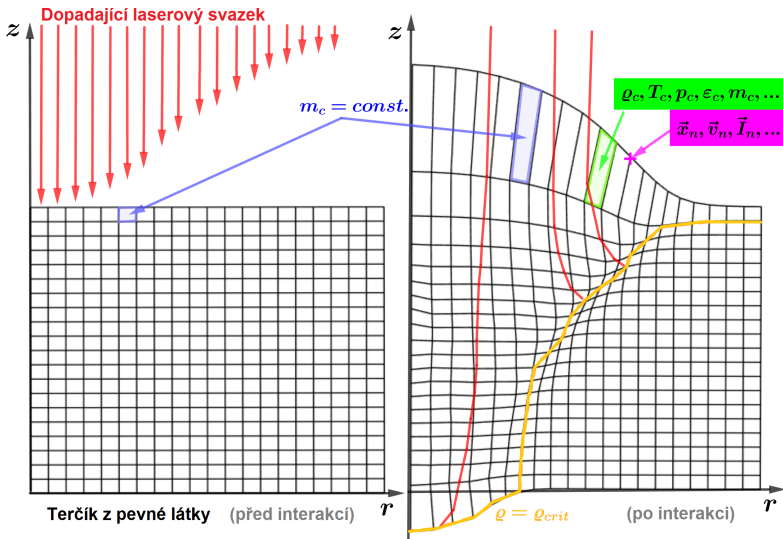 Dopadající laserový svazek
z
z
m_c = const.
ϱ_c, T_c, p_c, ε_c, m_c, ...
x⃗_n, v⃗_n, I⃗_n, ...
Terčík z pevné látky (před interakcí) r
ϱ = ϱ_crit (po interakci) r